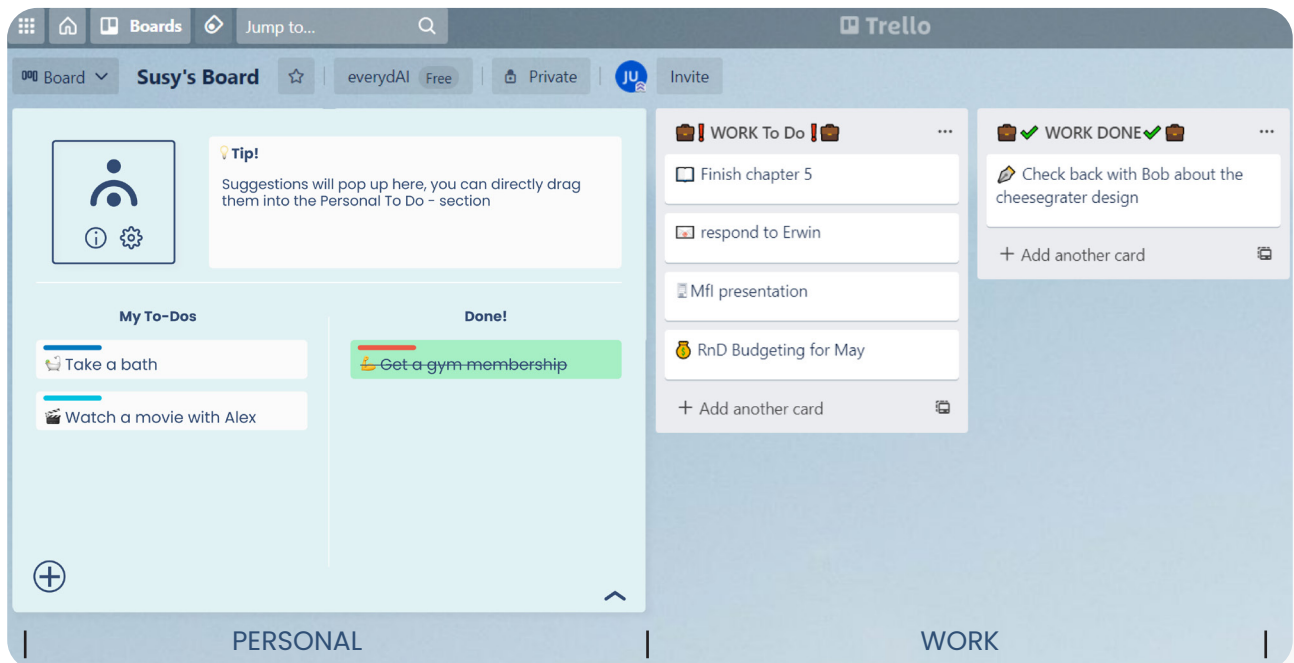 Boards
Jump to...
Trello
Board
Susy's Board
everydAI Free
Private
JU
Invite
Tip!
Suggestions will pop up here, you can directly drag
them into the Personal To Do - section
My To-Dos
Take a bath
Watch a movie with Alex
Done!
Get a gym membership
WORK To Do
Finish chapter 5
respond to Erwin
MfI presentation
RnD Budgeting for May
+ Add another card
WORK DONE
Check back with Bob about the
cheesegrater design
+ Add another card
PERSONAL
WORK